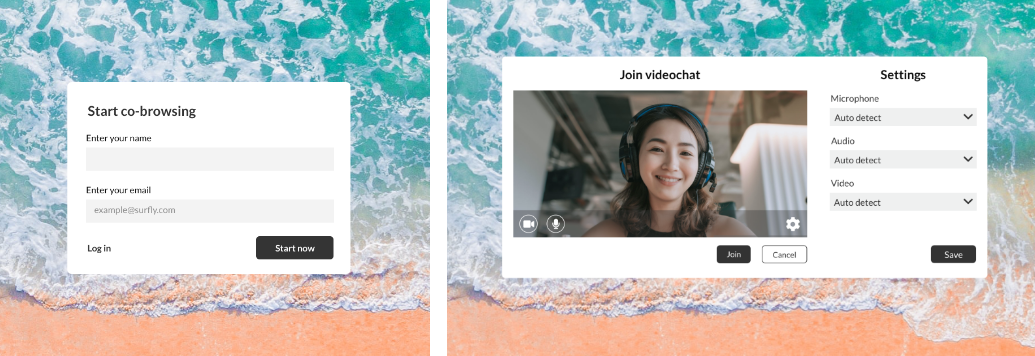 Start co-browsing
Enter your name
Enter your email
example@surfly.com
Log in
Start now
Join videochat
Join
Cancel
Settings
Microphone
Auto detect
Audio
Auto detect
Video
Auto detect
Save